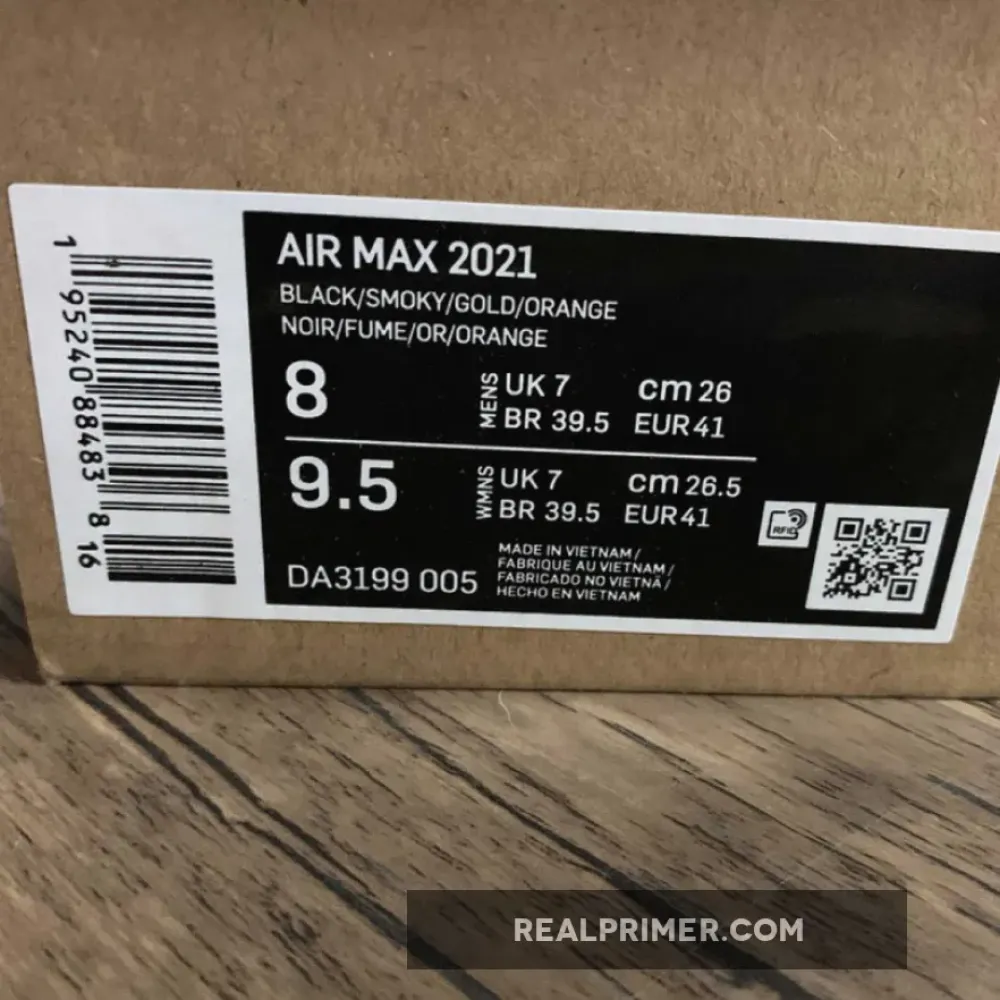 1 95240 88483 8 16
AIR MAX 2021
BLACK/SMOKY/GOLD/ORANGE
NOIR/FUME/OR/ORANGE
8
MENS
UK 7 cm 26
BR 39.5 EUR 41
9.5
WMNS
UK 7 cm 26.5
BR 39.5 EUR 41
DA3199 005
MADE IN VIETNAM /
FABRIQUE AU VIETNAM /
FABRICADO NO VIETNÃ /
HECHO EN VIETNAM
RFID
REALPRIMER.COM